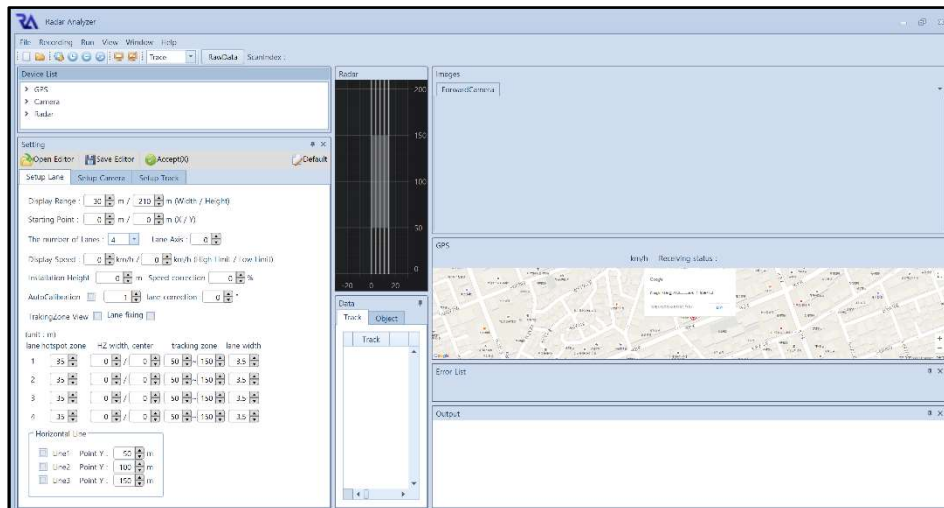 RA Radar Analyzer
File Recording Run View Window Help
Trace RawData ScanIndex :
Device List
GPS
Camera
Radar
Setting
Open Editor Save Editor Accept(X) Default
Setup Lane Setup Camera Setup Track
Display Range : 30 m / 210 m (Width / Height)
Starting Point : 0 m / 0 m (X / Y)
The number of Lanes : 4 Lane Axis : 0
Display Speed : 0 km/h / 0 km/h (High Limit / Low Limit)
Installation Height 0 m Speed correction 0 %
AutoCalibration 1 lane correction 0 °
TrakingZone View Lane fixing
(unit : m)
lane hotspot zone HZ width, center tracking zone lane width
1 35 0 / 0 50 ~ 150 3.5
2 35 0 / 0 50 ~ 150 3.5
3 35 0 / 0 50 ~ 150 3.5
4 35 0 / 0 50 ~ 150 3.5
Horizontal Line
Line1 Point Y : 50 m
Line2 Point Y : 100 m
Line3 Point Y : 150 m
Radar
200
150
100
50
0
-20 0 20
Data
Track Object
Track
Images
ForwardCamera
GPS
km/h Receiving status :
Google
Google
Error List
Output